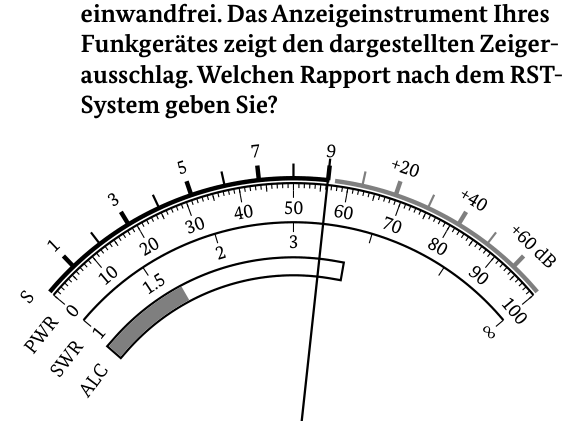 einwandfrei. Das Anzeigeinstrument Ihres
Funkgerätes zeigt den dargestellten Zeiger-
ausschlag. Welchen Rapport nach dem RST-
System geben Sie?
S 1 3 5 7 9 +20 +40 +60 dB
PWR 0 10 20 30 40 50 60 70 80 90 100
SWR 1 1.5 2 3 ∞
ALC